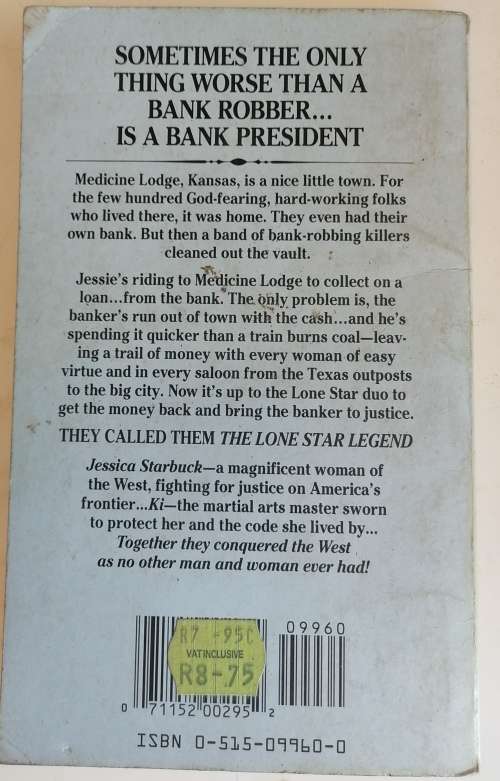 SOMETIMES THE ONLY
THING WORSE THAN A
BANK ROBBER...
IS A BANK PRESIDENT
Medicine Lodge, Kansas, is a nice little town. For
the few hundred God-fearing, hard-working folks
who lived there, it was home. They even had their
own bank. But then a band of bank-robbing killers
cleaned out the vault.
Jessie's riding to Medicine Lodge to collect on a
loan...from the bank. The only problem is, the
banker's run out of town with the cash...and he's
spending it quicker than a train burns coal—leav-
ing a trail of money with every woman of easy
virtue and in every saloon from the Texas outposts
to the big city. Now it's up to the Lone Star duo to
get the money back and bring the banker to justice.
THEY CALLED THEM THE LONE STAR LEGEND
Jessica Starbuck—a magnificent woman of
the West, fighting for justice on America's
frontier...Ki—the martial arts master sworn
to protect her and the code she lived by...
Together they conquered the West
as no other man and woman ever had!
09960
R7 -95C
VAT INCLUSIVE
R8-.75
0 71152 00295 2
ISBN 0-515-09960-0